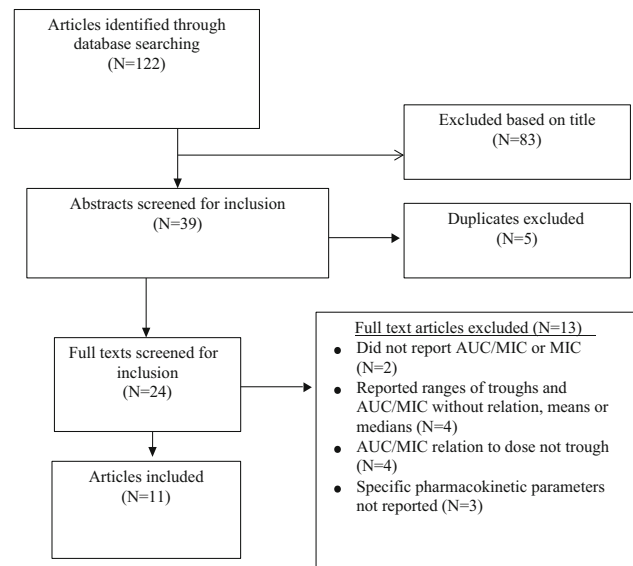 Articles identified through
database searching
(N=122)
Excluded based on title
(N=83)
Abstracts screened for inclusion
(N=39)
Duplicates excluded
(N=5)
Full texts screened for
inclusion
(N=24)
Full text articles excluded (N=13)
● Did not report AUC/MIC or MIC
(N=2)
● Reported ranges of troughs and
AUC/MIC without relation, means or
medians (N=4)
● AUC/MIC relation to dose not trough
(N=4)
● Specific pharmacokinetic parameters
not reported (N=3)
Articles included
(N=11)